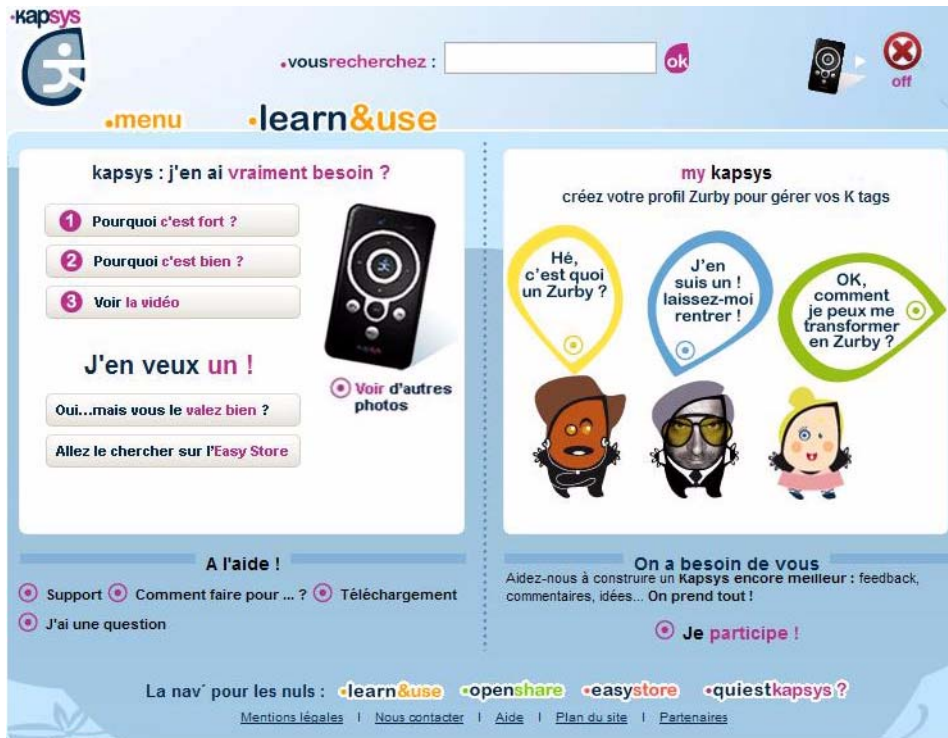 •kapsys
•vousrecherchez :
ok
off
•menu
•learn&use
kapsys : j'en ai vraiment besoin ?
1 Pourquoi c'est fort ?
2 Pourquoi c'est bien ?
3 Voir la vidéo
J'en veux un !
Oui...mais vous le valez bien ?
Allez le chercher sur l'Easy Store
Voir d'autres
photos
my kapsys
créez votre profil Zurby pour gérer vos K tags
Hé,
c'est quoi
un Zurby ?
J'en
suis un !
laissez-moi
rentrer !
OK,
comment
je peux me
transformer
en Zurby ?
A l'aide !
Support Comment faire pour ... ? Téléchargement
J'ai une question
On a besoin de vous
Aidez-nous à construire un Kapsys encore meilleur : feedback,
commentaires, idées... On prend tout !
Je participe !
La nav´ pour les nuls : •learn&use •openshare •easystore •quiestkapsys ?
Mentions légales I Nous contacter I Aide I Plan du site I Partenaires